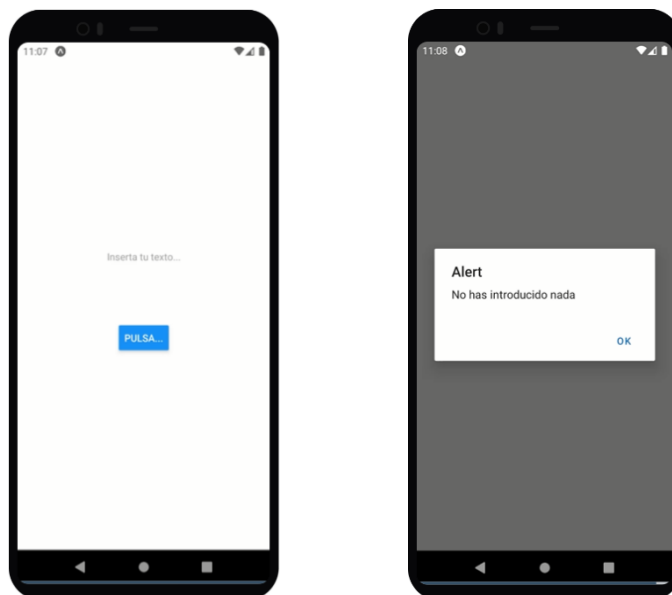 11:07
Inserta tu texto...
PULSA...
11:08
Alert
No has introducido nada
OK